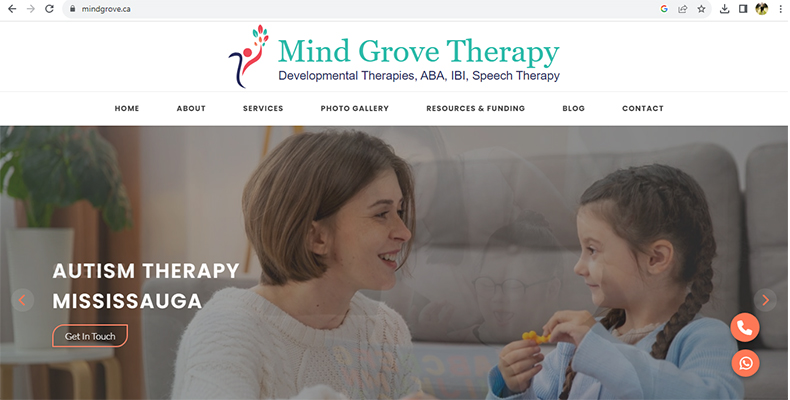 mindgrove.ca
Mind Grove Therapy
Developmental Therapies, ABA, IBI, Speech Therapy
HOME ABOUT SERVICES PHOTO GALLERY RESOURCES & FUNDING BLOG CONTACT
AUTISM THERAPY
MISSISSAUGA
Get In Touch